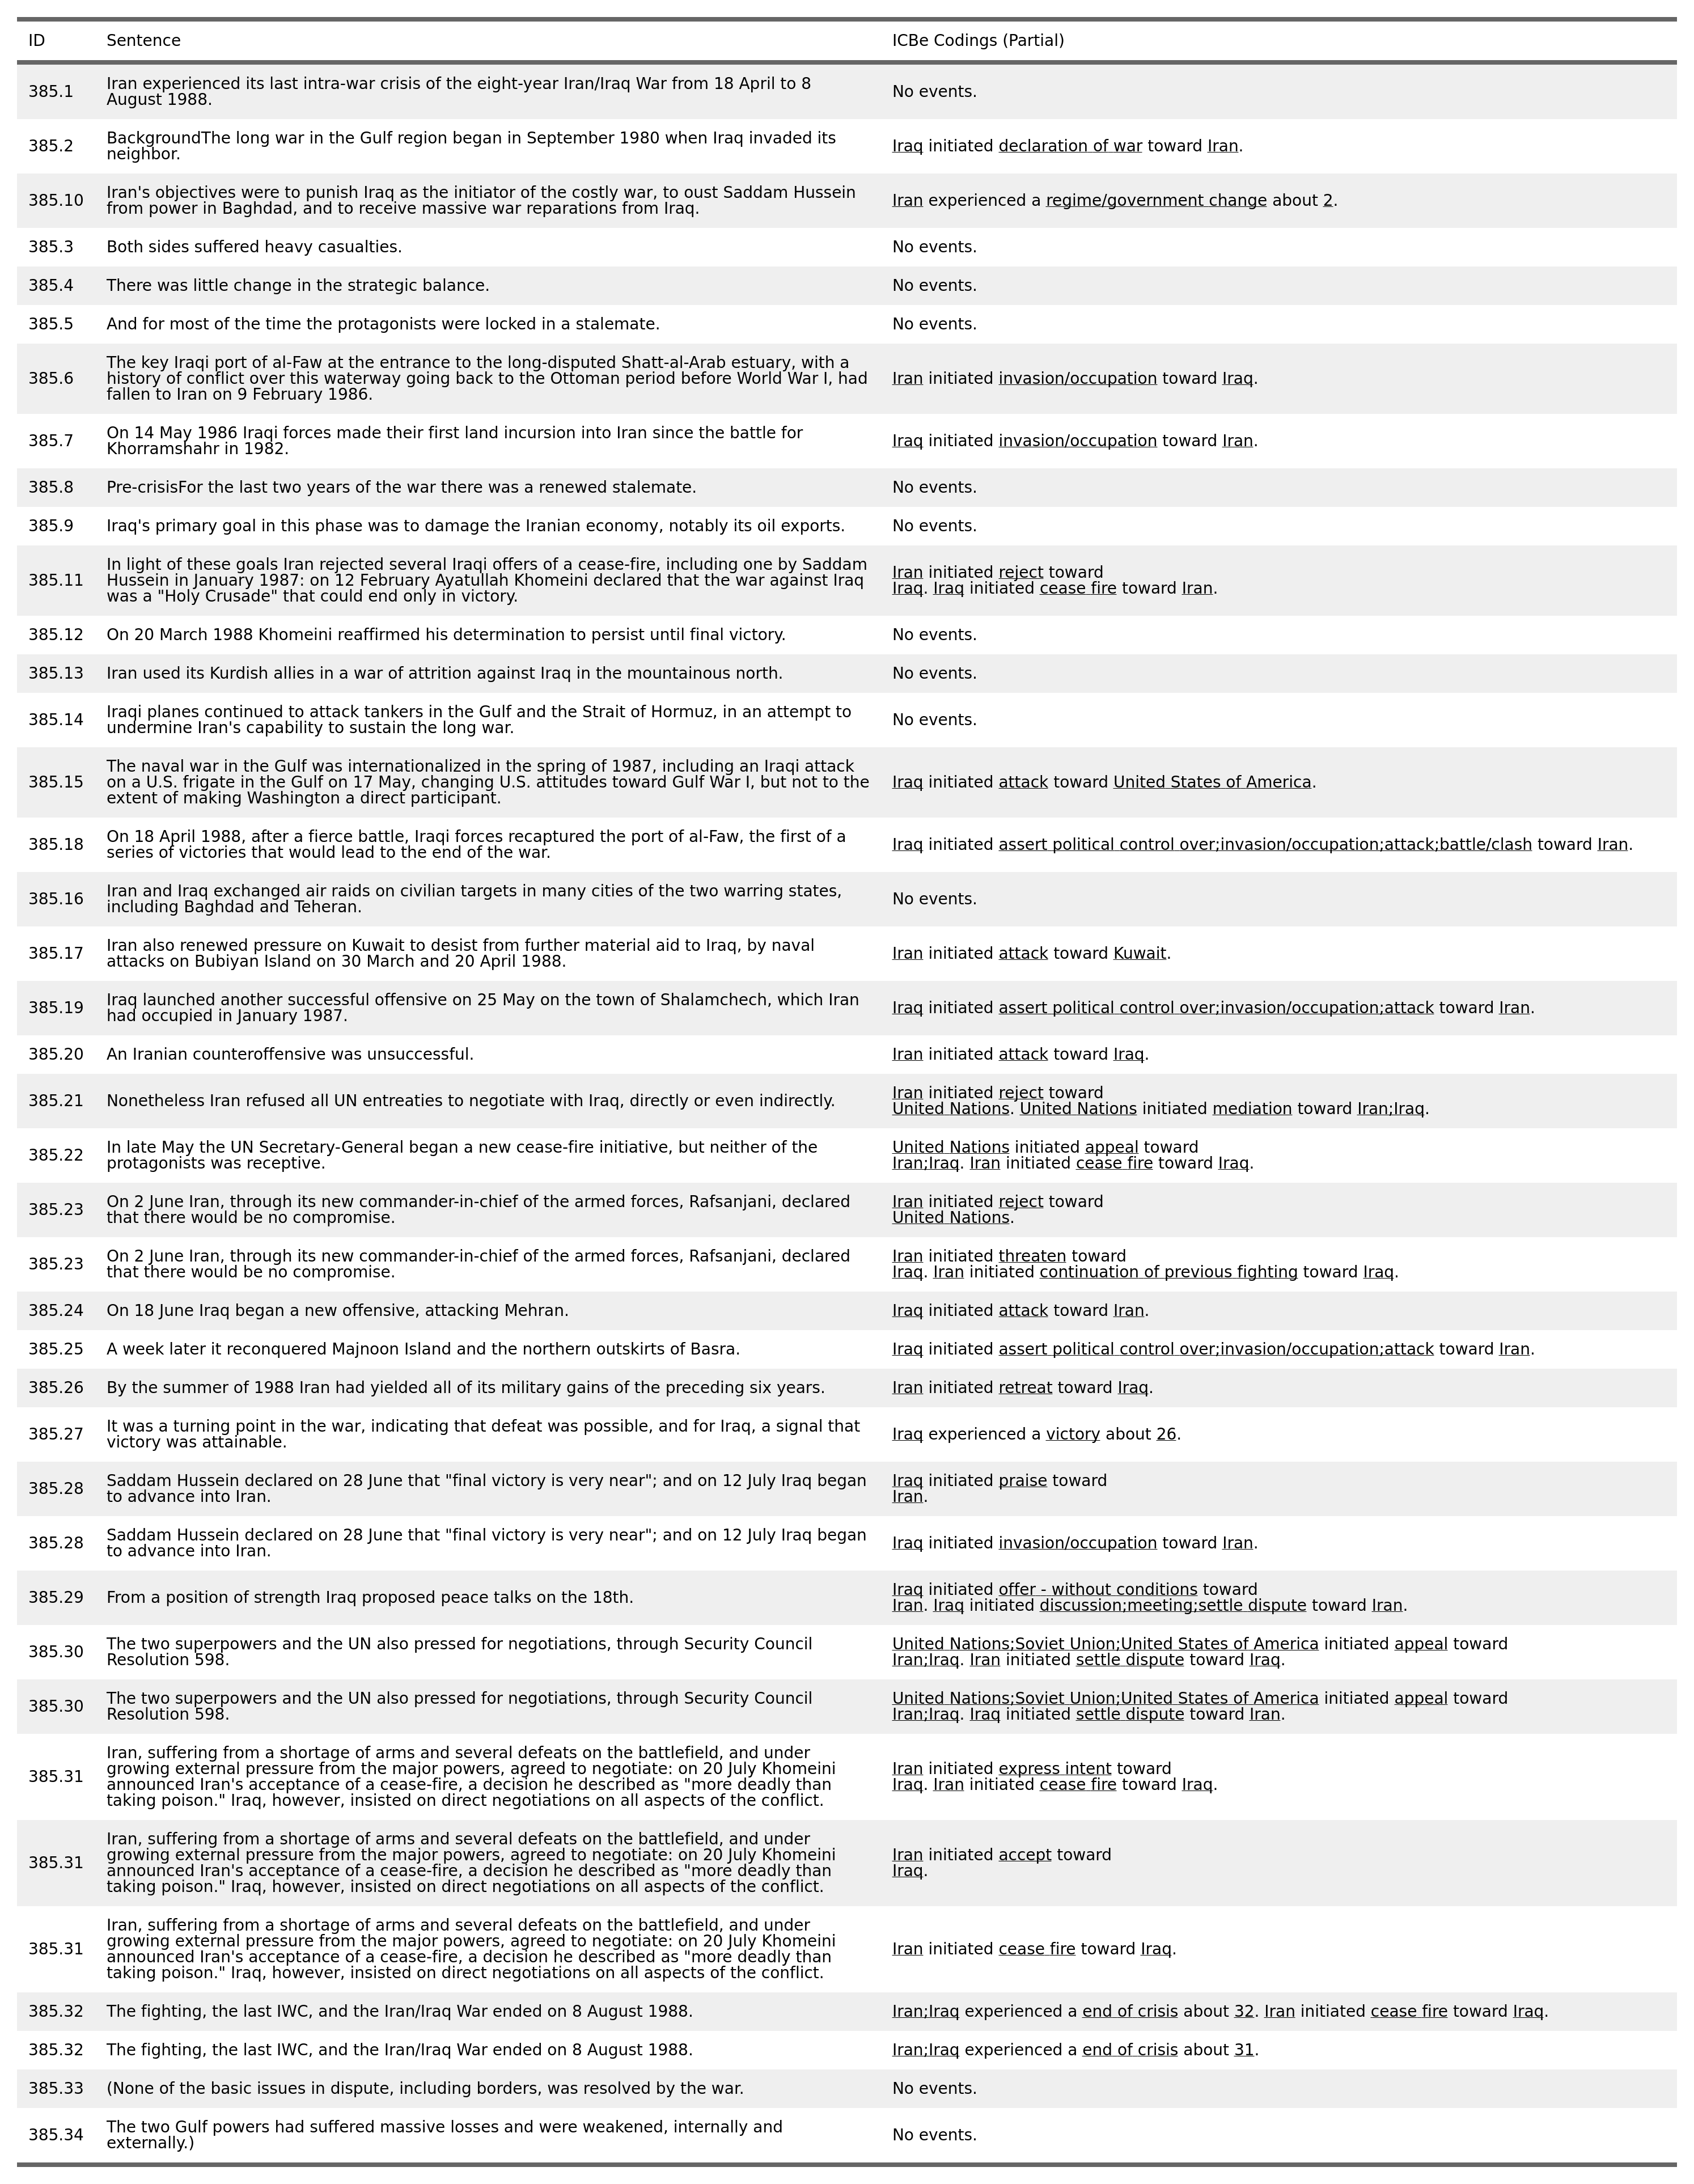 ID Sentence ICBe Codings (Partial)
385.1 Iran experienced its last intra-war crisis of the eight-year Iran/Iraq War from 18 April to 8
August 1988. No events.
385.2 BackgroundThe long war in the Gulf region began in September 1980 when Iraq invaded its
neighbor. Iraq initiated declaration of war toward Iran.
385.10 Iran's objectives were to punish Iraq as the initiator of the costly war, to oust Saddam Hussein
from power in Baghdad, and to receive massive war reparations from Iraq. Iran experienced a regime/government change about 2.
385.3 Both sides suffered heavy casualties. No events.
385.4 There was little change in the strategic balance. No events.
385.5 And for most of the time the protagonists were locked in a stalemate. No events.
385.6 The key Iraqi port of al-Faw at the entrance to the long-disputed Shatt-al-Arab estuary, with a
history of conflict over this waterway going back to the Ottoman period before World War I, had
fallen to Iran on 9 February 1986. Iran initiated invasion/occupation toward Iraq.
385.7 On 14 May 1986 Iraqi forces made their first land incursion into Iran since the battle for
Khorramshahr in 1982. Iraq initiated invasion/occupation toward Iran.
385.8 Pre-crisisFor the last two years of the war there was a renewed stalemate. No events.
385.9 Iraq's primary goal in this phase was to damage the Iranian economy, notably its oil exports. No events.
385.11 In light of these goals Iran rejected several Iraqi offers of a cease-fire, including one by Saddam
Hussein in January 1987: on 12 February Ayatullah Khomeini declared that the war against Iraq
was a "Holy Crusade" that could end only in victory.
Iran initiated reject toward
Iraq. Iraq initiated cease fire toward Iran.
385.12 On 20 March 1988 Khomeini reaffirmed his determination to persist until final victory. No events.
385.13 Iran used its Kurdish allies in a war of attrition against Iraq in the mountainous north. No events.
385.14 Iraqi planes continued to attack tankers in the Gulf and the Strait of Hormuz, in an attempt to
undermine Iran's capability to sustain the long war. No events.
385.15 The naval war in the Gulf was internationalized in the spring of 1987, including an Iraqi attack
on a U.S. frigate in the Gulf on 17 May, changing U.S. attitudes toward Gulf War I, but not to the
extent of making Washington a direct participant. Iraq initiated attack toward United States of America.
385.18 On 18 April 1988, after a fierce battle, Iraqi forces recaptured the port of al-Faw, the first of a
series of victories that would lead to the end of the war. Iraq initiated assert political control over;invasion/occupation;attack;battle/clash toward Iran.
385.16 Iran and Iraq exchanged air raids on civilian targets in many cities of the two warring states,
including Baghdad and Teheran. No events.
385.17 Iran also renewed pressure on Kuwait to desist from further material aid to Iraq, by naval
attacks on Bubiyan Island on 30 March and 20 April 1988. Iran initiated attack toward Kuwait.
385.19 Iraq launched another successful offensive on 25 May on the town of Shalamchech, which Iran
had occupied in January 1987. Iraq initiated assert political control over;invasion/occupation;attack toward Iran.
385.20 An Iranian counteroffensive was unsuccessful. Iran initiated attack toward Iraq.
385.21 Nonetheless Iran refused all UN entreaties to negotiate with Iraq, directly or even indirectly.
Iran initiated reject toward
United Nations. United Nations initiated mediation toward Iran;Iraq.
385.22 In late May the UN Secretary-General began a new cease-fire initiative, but neither of the
protagonists was receptive.
United Nations initiated appeal toward
Iran;Iraq. Iran initiated cease fire toward Iraq.
385.23 On 2 June Iran, through its new commander-in-chief of the armed forces, Rafsanjani, declared
that there would be no compromise.
Iran initiated reject toward
United Nations.
385.23 On 2 June Iran, through its new commander-in-chief of the armed forces, Rafsanjani, declared
that there would be no compromise.
Iran initiated threaten toward
Iraq. Iran initiated continuation of previous fighting toward Iraq.
385.24 On 18 June Iraq began a new offensive, attacking Mehran. Iraq initiated attack toward Iran.
385.25 A week later it reconquered Majnoon Island and the northern outskirts of Basra. Iraq initiated assert political control over;invasion/occupation;attack toward Iran.
385.26 By the summer of 1988 Iran had yielded all of its military gains of the preceding six years. Iran initiated retreat toward Iraq.
385.27 It was a turning point in the war, indicating that defeat was possible, and for Iraq, a signal that
victory was attainable. Iraq experienced a victory about 26.
385.28 Saddam Hussein declared on 28 June that "final victory is very near"; and on 12 July Iraq began
to advance into Iran.
Iraq initiated praise toward
Iran.
385.28 Saddam Hussein declared on 28 June that "final victory is very near"; and on 12 July Iraq began
to advance into Iran. Iraq initiated invasion/occupation toward Iran.
385.29 From a position of strength Iraq proposed peace talks on the 18th.
Iraq initiated offer - without conditions toward
Iran. Iraq initiated discussion;meeting;settle dispute toward Iran.
385.30 The two superpowers and the UN also pressed for negotiations, through Security Council
Resolution 598.
United Nations;Soviet Union;United States of America initiated appeal toward
Iran;Iraq. Iran initiated settle dispute toward Iraq.
385.30 The two superpowers and the UN also pressed for negotiations, through Security Council
Resolution 598.
United Nations;Soviet Union;United States of America initiated appeal toward
Iran;Iraq. Iraq initiated settle dispute toward Iran.
385.31 Iran, suffering from a shortage of arms and several defeats on the battlefield, and under
growing external pressure from the major powers, agreed to negotiate: on 20 July Khomeini
announced Iran's acceptance of a cease-fire, a decision he described as "more deadly than
taking poison." Iraq, however, insisted on direct negotiations on all aspects of the conflict.
Iran initiated express intent toward
Iraq. Iran initiated cease fire toward Iraq.
385.31 Iran, suffering from a shortage of arms and several defeats on the battlefield, and under
growing external pressure from the major powers, agreed to negotiate: on 20 July Khomeini
announced Iran's acceptance of a cease-fire, a decision he described as "more deadly than
taking poison." Iraq, however, insisted on direct negotiations on all aspects of the conflict.
Iran initiated accept toward
Iraq.
385.31 Iran, suffering from a shortage of arms and several defeats on the battlefield, and under
growing external pressure from the major powers, agreed to negotiate: on 20 July Khomeini
announced Iran's acceptance of a cease-fire, a decision he described as "more deadly than
taking poison." Iraq, however, insisted on direct negotiations on all aspects of the conflict.
Iran initiated cease fire toward Iraq.
385.32 The fighting, the last IWC, and the Iran/Iraq War ended on 8 August 1988. Iran;Iraq experienced a end of crisis about 32. Iran initiated cease fire toward Iraq.
385.32 The fighting, the last IWC, and the Iran/Iraq War ended on 8 August 1988. Iran;Iraq experienced a end of crisis about 31.
385.33 (None of the basic issues in dispute, including borders, was resolved by the war. No events.
385.34 The two Gulf powers had suffered massive losses and were weakened, internally and
externally.) No events.